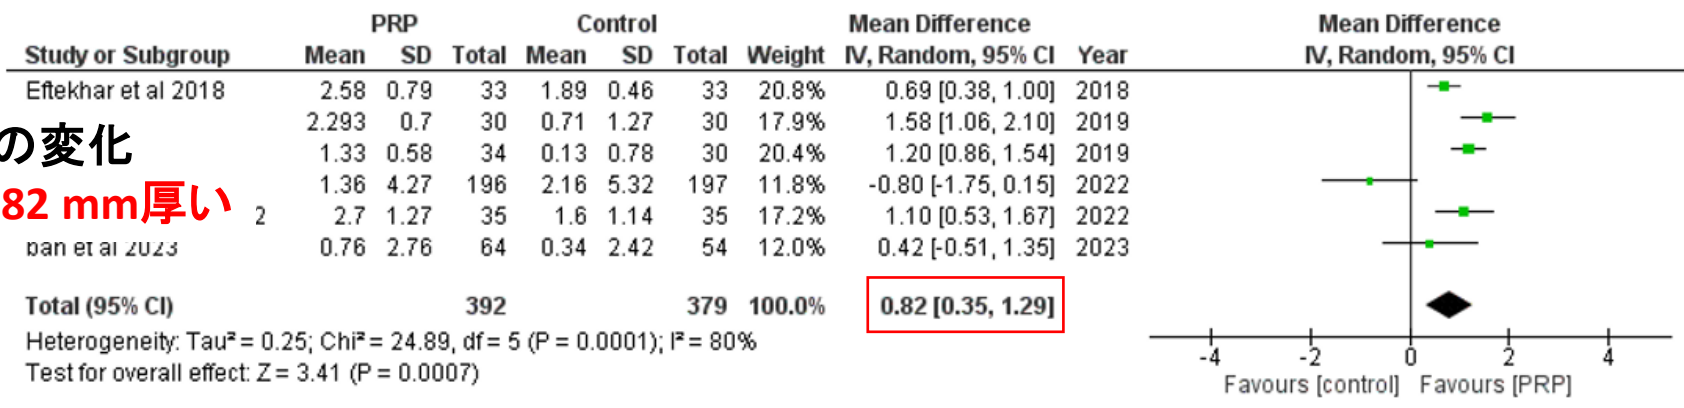 PRP Control Mean Difference Mean Difference
Study or Subgroup Mean SD Total Mean SD Total Weight IV, Random, 95% CI Year IV, Random, 95% CI
Eftekhar et al 2018 2.58 0.79 33 1.89 0.46 33 20.8% 0.69 [0.38, 1.00] 2018
の変化 2.293 0.7 30 0.71 1.27 30 17.9% 1.58 [1.06, 2.10] 2019
1.33 0.58 34 0.13 0.78 30 20.4% 1.20 [0.86, 1.54] 2019
82 mm厚い 1.36 4.27 196 2.16 5.32 197 11.8% -0.80 [-1.75, 0.15] 2022
2 2.7 1.27 35 1.6 1.14 35 17.2% 1.10 [0.53, 1.67] 2022
ban et al 2023 0.76 2.76 64 0.34 2.42 54 12.0% 0.42 [-0.51, 1.35] 2023
Total (95% CI) 392 379 100.0% 0.82 [0.35, 1.29]
Heterogeneity: Tau² = 0.25; Chi² = 24.89, df = 5 (P = 0.0001); I² = 80%
Test for overall effect: Z = 3.41 (P = 0.0007)
-4 -2 0 2 4
Favours [control] Favours [PRP]